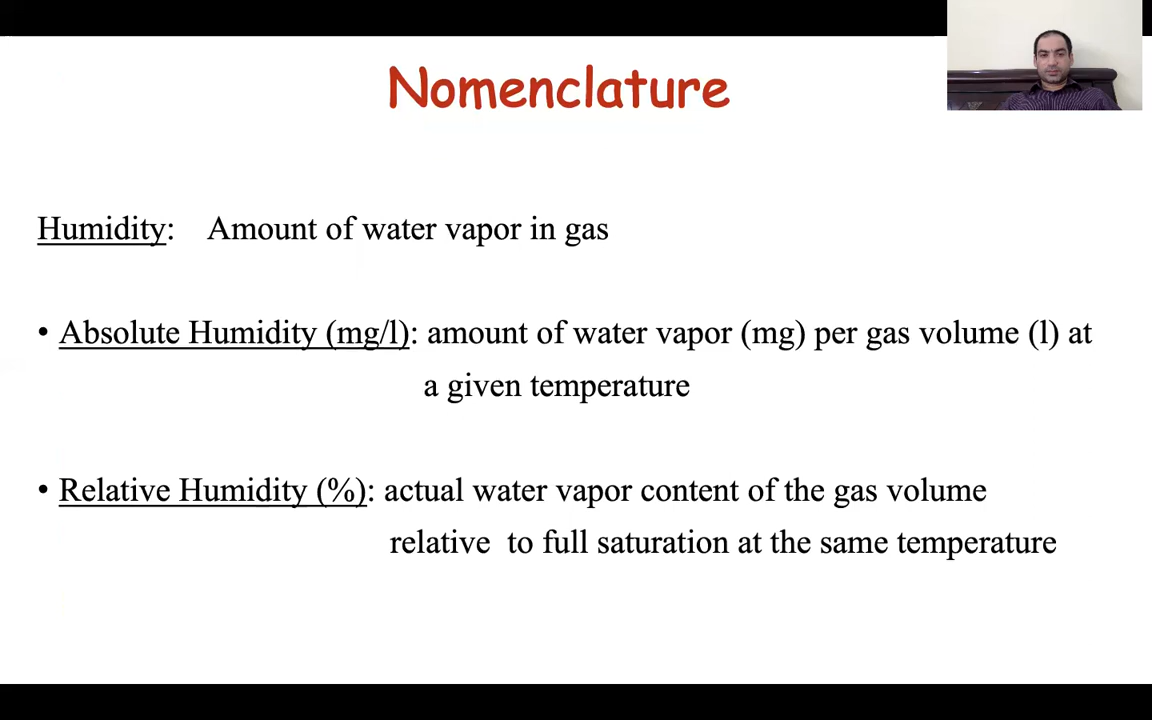 Nomenclature
Humidity: Amount of water vapor in gas
• Absolute Humidity (mg/l): amount of water vapor (mg) per gas volume (l) at
a given temperature
• Relative Humidity (%): actual water vapor content of the gas volume
relative to full saturation at the same temperature